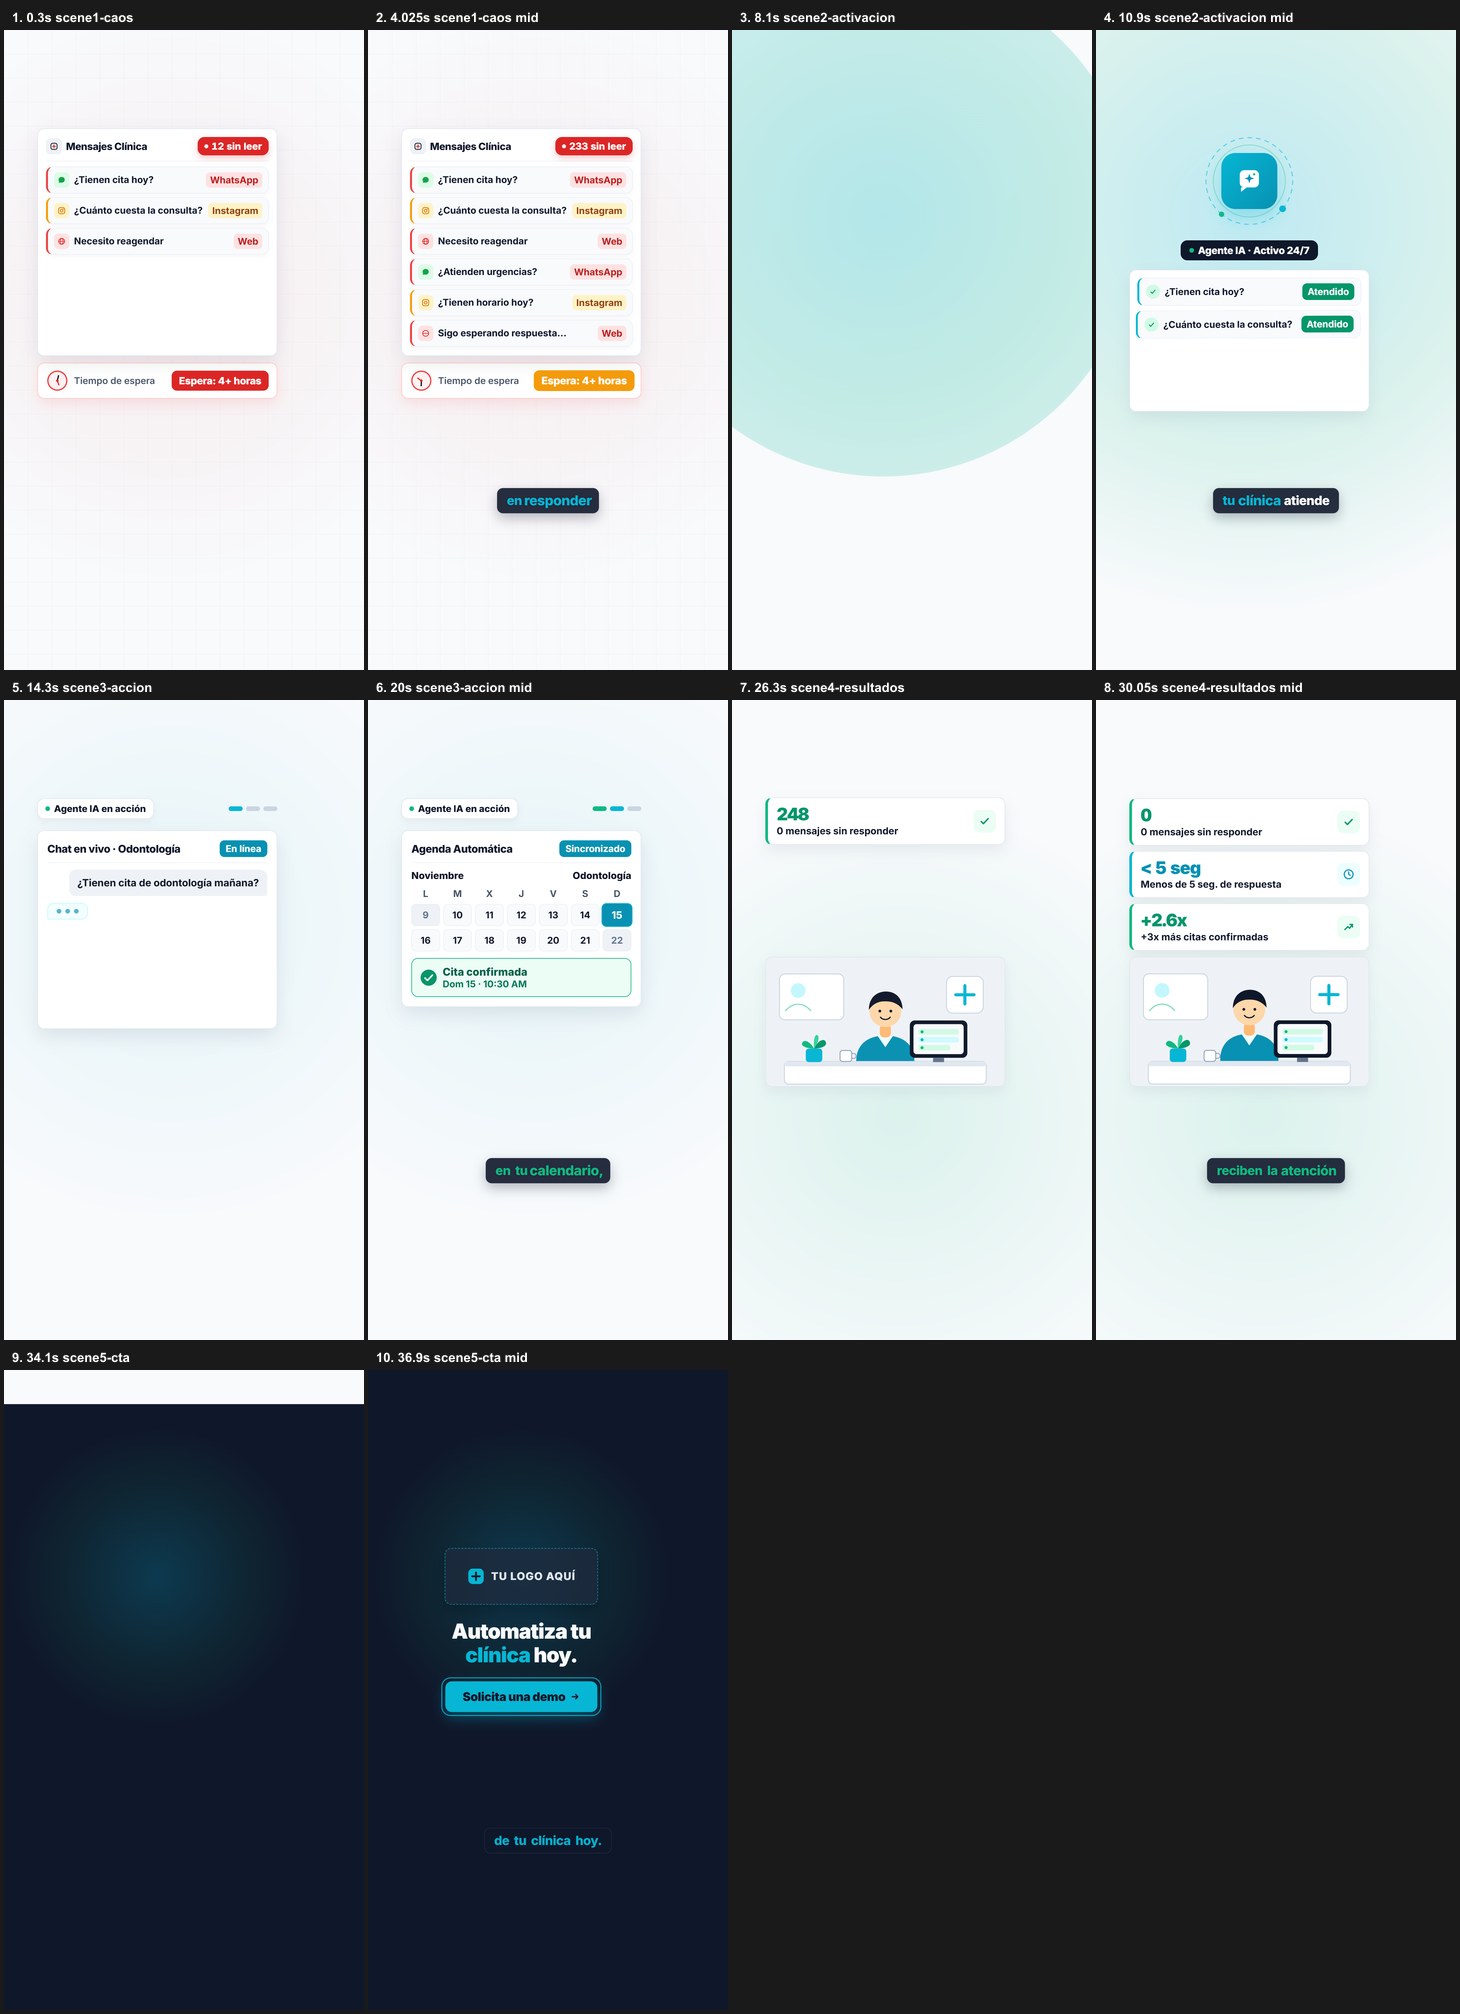 1. 0.3s scene1-caos
Mensajes Clínica
• 12 sin leer
¿Tienen cita hoy?
WhatsApp
¿Cuánto cuesta la consulta?
Instagram
Necesito reagendar
Web
Tiempo de espera
Espera: 4+ horas
2. 4.025s scene1-caos mid
Mensajes Clínica
• 233 sin leer
¿Tienen cita hoy?
WhatsApp
¿Cuánto cuesta la consulta?
Instagram
Necesito reagendar
Web
¿Atienden urgencias?
WhatsApp
¿Tienen horario hoy?
Instagram
Sigo esperando respuesta...
Web
Tiempo de espera
Espera: 4+ horas
en responder
3. 8.1s scene2-activacion
4. 10.9s scene2-activacion mid
Agente IA · Activo 24/7
¿Tienen cita hoy?
Atendido
¿Cuánto cuesta la consulta?
Atendido
tu clínica atiende
5. 14.3s scene3-accion
Agente IA en acción
Chat en vivo · Odontología
En línea
¿Tienen cita de odontología mañana?
6. 20s scene3-accion mid
Agente IA en acción
Agenda Automática
Sincronizado
Noviembre
Odontología
L M X J V S D
9 10 11 12 13 14 15
16 17 18 19 20 21 22
Cita confirmada
Dom 15 · 10:30 AM
en tu calendario,
7. 26.3s scene4-resultados
248
0 mensajes sin responder
8. 30.05s scene4-resultados mid
0
0 mensajes sin responder
< 5 seg
Menos de 5 seg. de respuesta
+2.6x
+3x más citas confirmadas
reciben la atención
9. 34.1s scene5-cta
10. 36.9s scene5-cta mid
TU LOGO AQUÍ
Automatiza tu
clínica hoy.
Solicita una demo →
de tu clínica hoy.